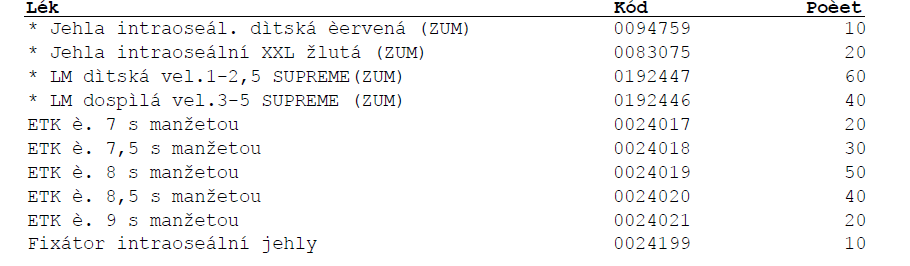 Lék Kód Poèet
* Jehla intraoseál. dìtská èervená (ZUM) 0094759 10
* Jehla intraoseální XXL žlutá (ZUM) 0083075 20
* LM dìtská vel.1-2,5 SUPREME(ZUM) 0192447 60
* LM dospìlá vel.3-5 SUPREME (ZUM) 0192446 40
ETK è. 7 s manžetou 0024017 20
ETK è. 7,5 s manžetou 0024018 30
ETK è. 8 s manžetou 0024019 50
ETK è. 8,5 s manžetou 0024020 40
ETK è. 9 s manžetou 0024021 20
Fixátor intraoseální jehly 0024199 10